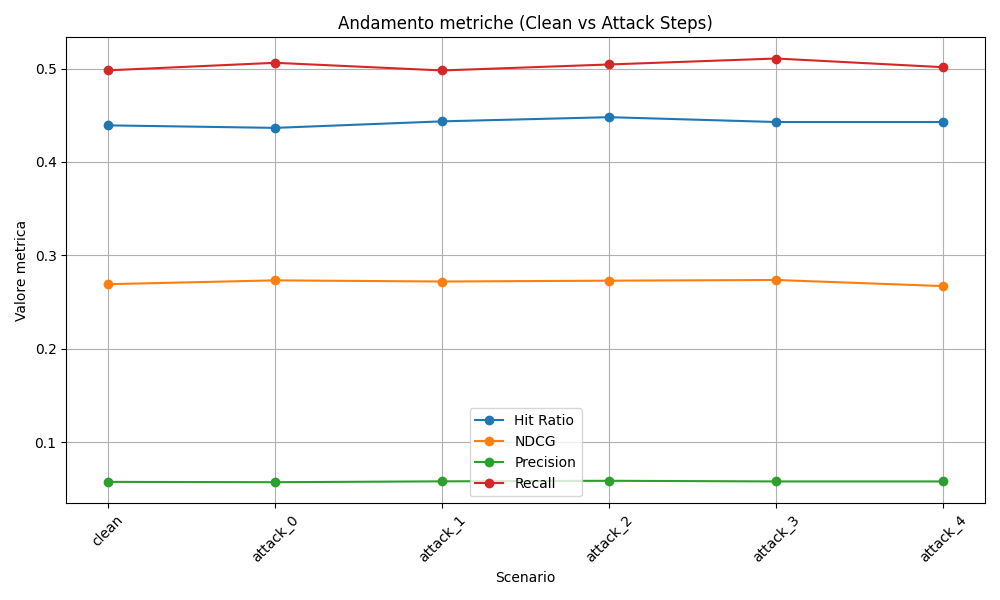 Andamento metriche (Clean vs Attack Steps)
Valore metrica
0.5
0.4
0.3
0.2
0.1
Hit Ratio
NDCG
Precision
Recall
clean
attack_0
attack_1
attack_2
attack_3
attack_4
Scenario